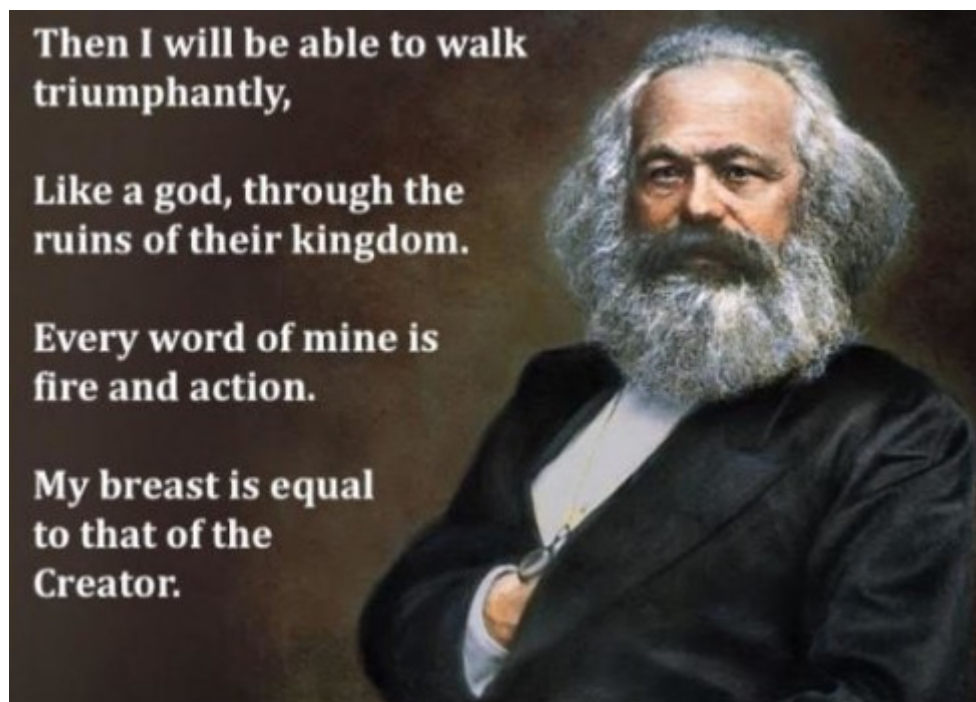 Then I will be able to walk
triumphantly,
Like a god, through the
ruins of their kingdom.
Every word of mine is
fire and action.
My breast is equal
to that of the
Creator.